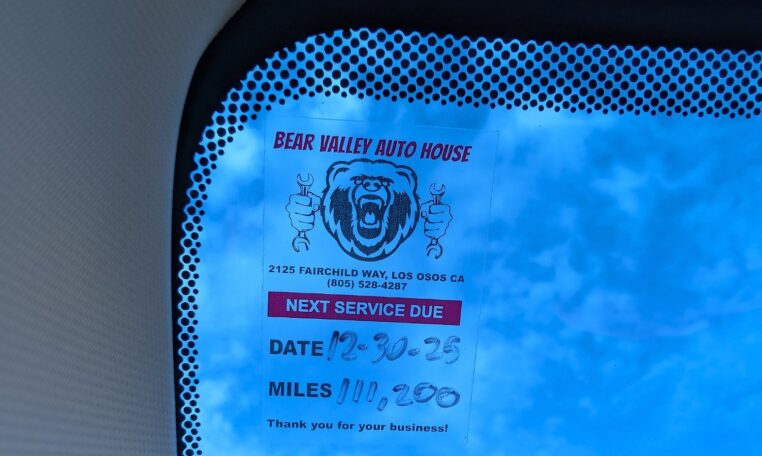 BEAR VALLEY AUTO HOUSE
2125 FAIRCHILD WAY, LOS OSOS CA
(805) 528-4287
NEXT SERVICE DUE
DATE 12-30-25
MILES 111,200
Thank you for your business!